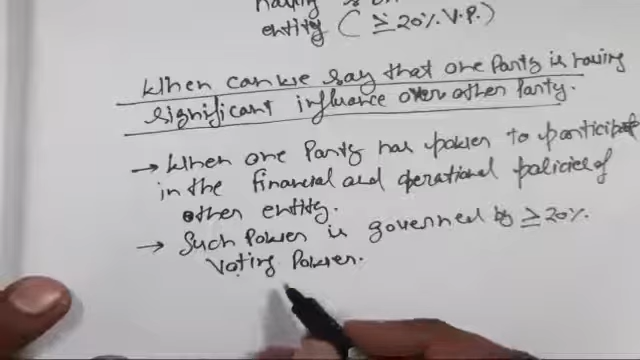 entity (≥20% V.P.)
When can we say that one Party is having
significant influence over other Party.
→ When one Party has power to participat
in the financial and operational policies of
other entity.
→ Such Power is governed by ≥20%.
Voting Power.